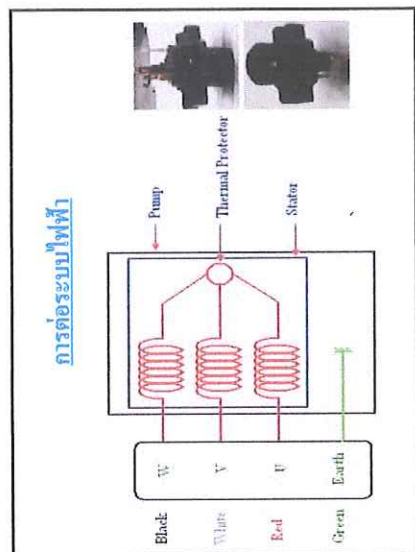 การต่อระบบไฟฟ้า
Pump
Thermal Protector
Stator
W
V
U
Earth
Black
White
Red
Green